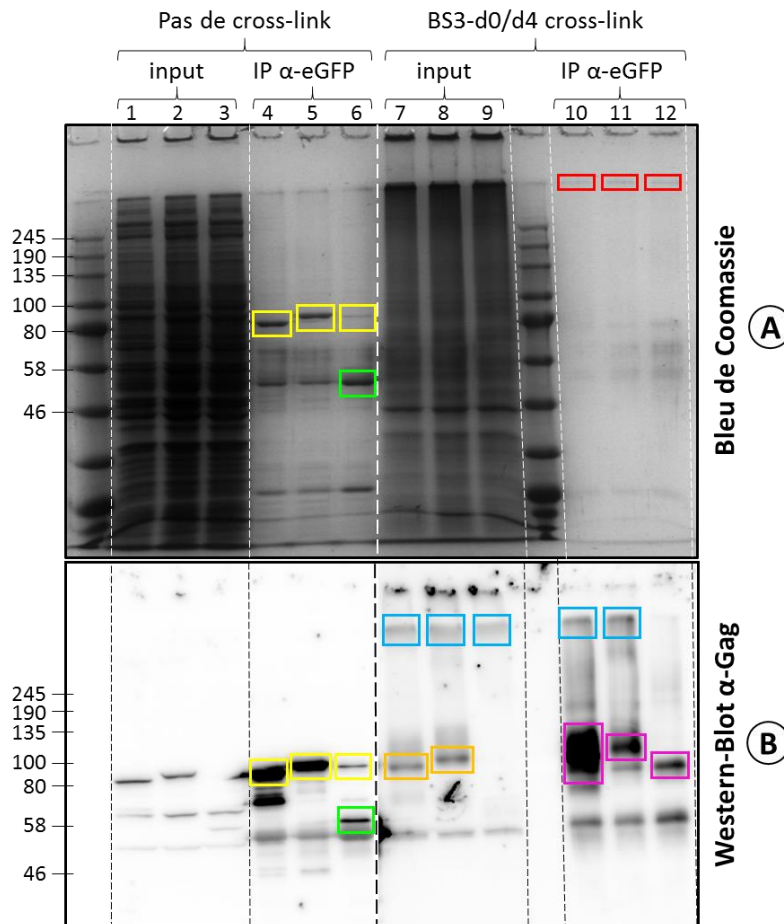 Pas de cross-link BS3-d0/d4 cross-link
input IP α-eGFP input IP α-eGFP
1 2 3 4 5 6 7 8 9 10 11 12
245
190
135
100
80
58
46
Bleu de Coomassie
A
245
190
135
100
80
58
46
Western-Blot α-Gag
B